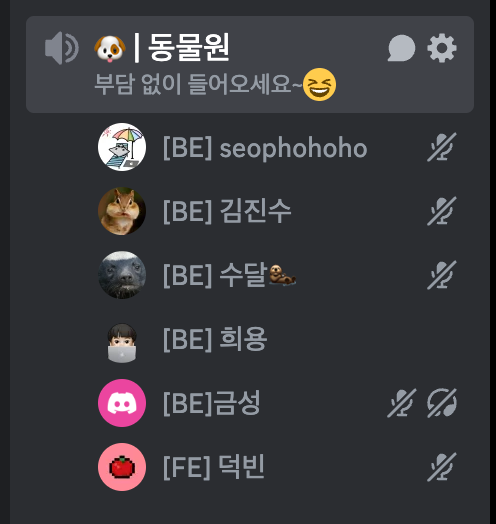 🐶 | 동물원
부담 없이 들어오세요~😆
[BE] seophohoho
[BE] 김진수
[BE] 수달🦦
[BE] 희용
[BE]금성
[FE] 덕빈